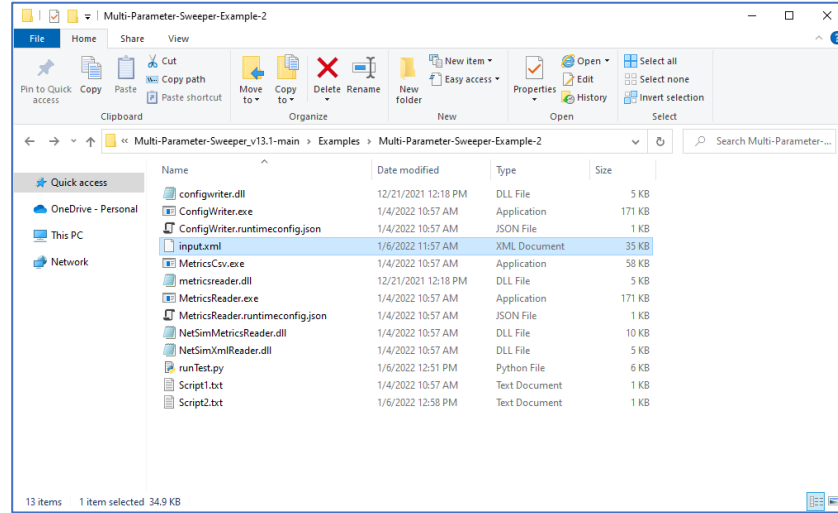 Multi-Parameter-Sweeper-Example-2
File Home Share View
Pin to Quick access
Copy
Paste
Cut
Copy path
Paste shortcut
Clipboard
Move to
Copy to
Delete
Rename
Organize
New folder
New item
Easy access
New
Properties
Open
Edit
History
Open
Select all
Select none
Invert selection
Select
« Multi-Parameter-Sweeper_v13.1-main › Examples › Multi-Parameter-Sweeper-Example-2
Search Multi-Parameter-...
Quick access
OneDrive - Personal
This PC
Network
Name Date modified Type Size
configwriter.dll 12/21/2021 12:18 PM DLL File 5 KB
ConfigWriter.exe 1/4/2022 10:57 AM Application 171 KB
ConfigWriter.runtimeconfig.json 1/4/2022 10:57 AM JSON File 1 KB
input.xml 1/6/2022 11:57 AM XML Document 35 KB
MetricsCsv.exe 1/4/2022 10:57 AM Application 58 KB
metricsreader.dll 12/21/2021 12:18 PM DLL File 5 KB
MetricsReader.exe 1/4/2022 10:57 AM Application 171 KB
MetricsReader.runtimeconfig.json 1/4/2022 10:57 AM JSON File 1 KB
NetSimMetricsReader.dll 1/4/2022 10:57 AM DLL File 10 KB
NetSimXmlReader.dll 1/4/2022 10:57 AM DLL File 5 KB
runTest.py 1/6/2022 12:51 PM Python File 6 KB
Script1.txt 1/4/2022 10:57 AM Text Document 1 KB
Script2.txt 1/6/2022 12:58 PM Text Document 1 KB
13 items 1 item selected 34.9 KB